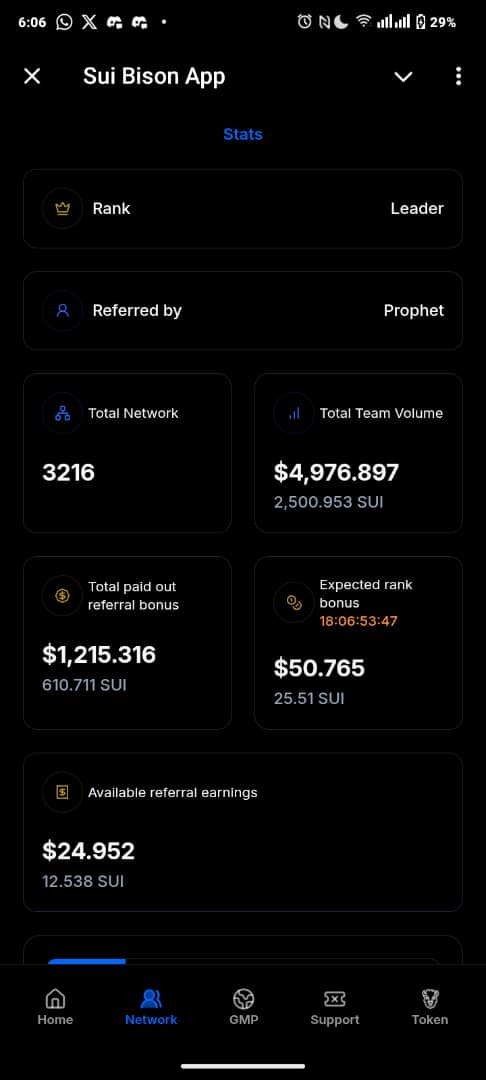 6:06
29%
Sui Bison App
Stats
Rank
Leader
Referred by
Prophet
Total Network
3216
Total Team Volume
$4,976.897
2,500.953 SUI
Total paid out
referral bonus
$1,215.316
610.711 SUI
Expected rank
bonus
18:06:53:47
$50.765
25.51 SUI
Available referral earnings
$24.952
12.538 SUI
Home
Network
GMP
Support
Token